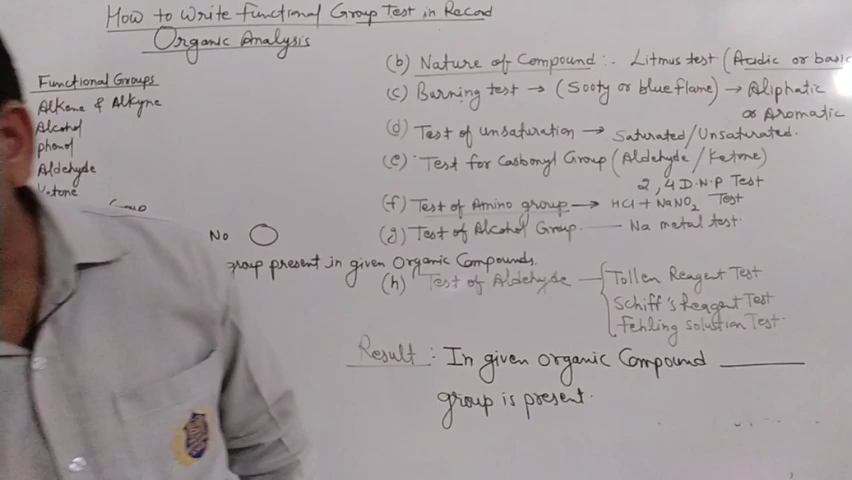 How to Write Functional Group Test in Record
Organic Analysis
Functional Groups
Alkene & Alkyne
Alcohol
phenol
Aldehyde
Ketone
No
group present in given Organic Compounds.
(b) Nature of Compound:- Litmus test (Acidic or basic
(c) Burning test → (Sooty or blue flame) → Aliphatic
or Aromatic
(d) Test of unsaturation → Saturated/Unsaturated.
(e) Test for Carbonyl Group (Aldehyde/Ketone)
2,4 D.N.P Test
(f) Test of Amino group → HCl + NaNO2 Test
(g) Test of Alcohol Group. — Na metal test.
(h) Test of Aldehyde — Tollen Reagent Test
Schiff's Reagent Test
Fehling solution Test.
Result: In given organic Compound ______
group is present.